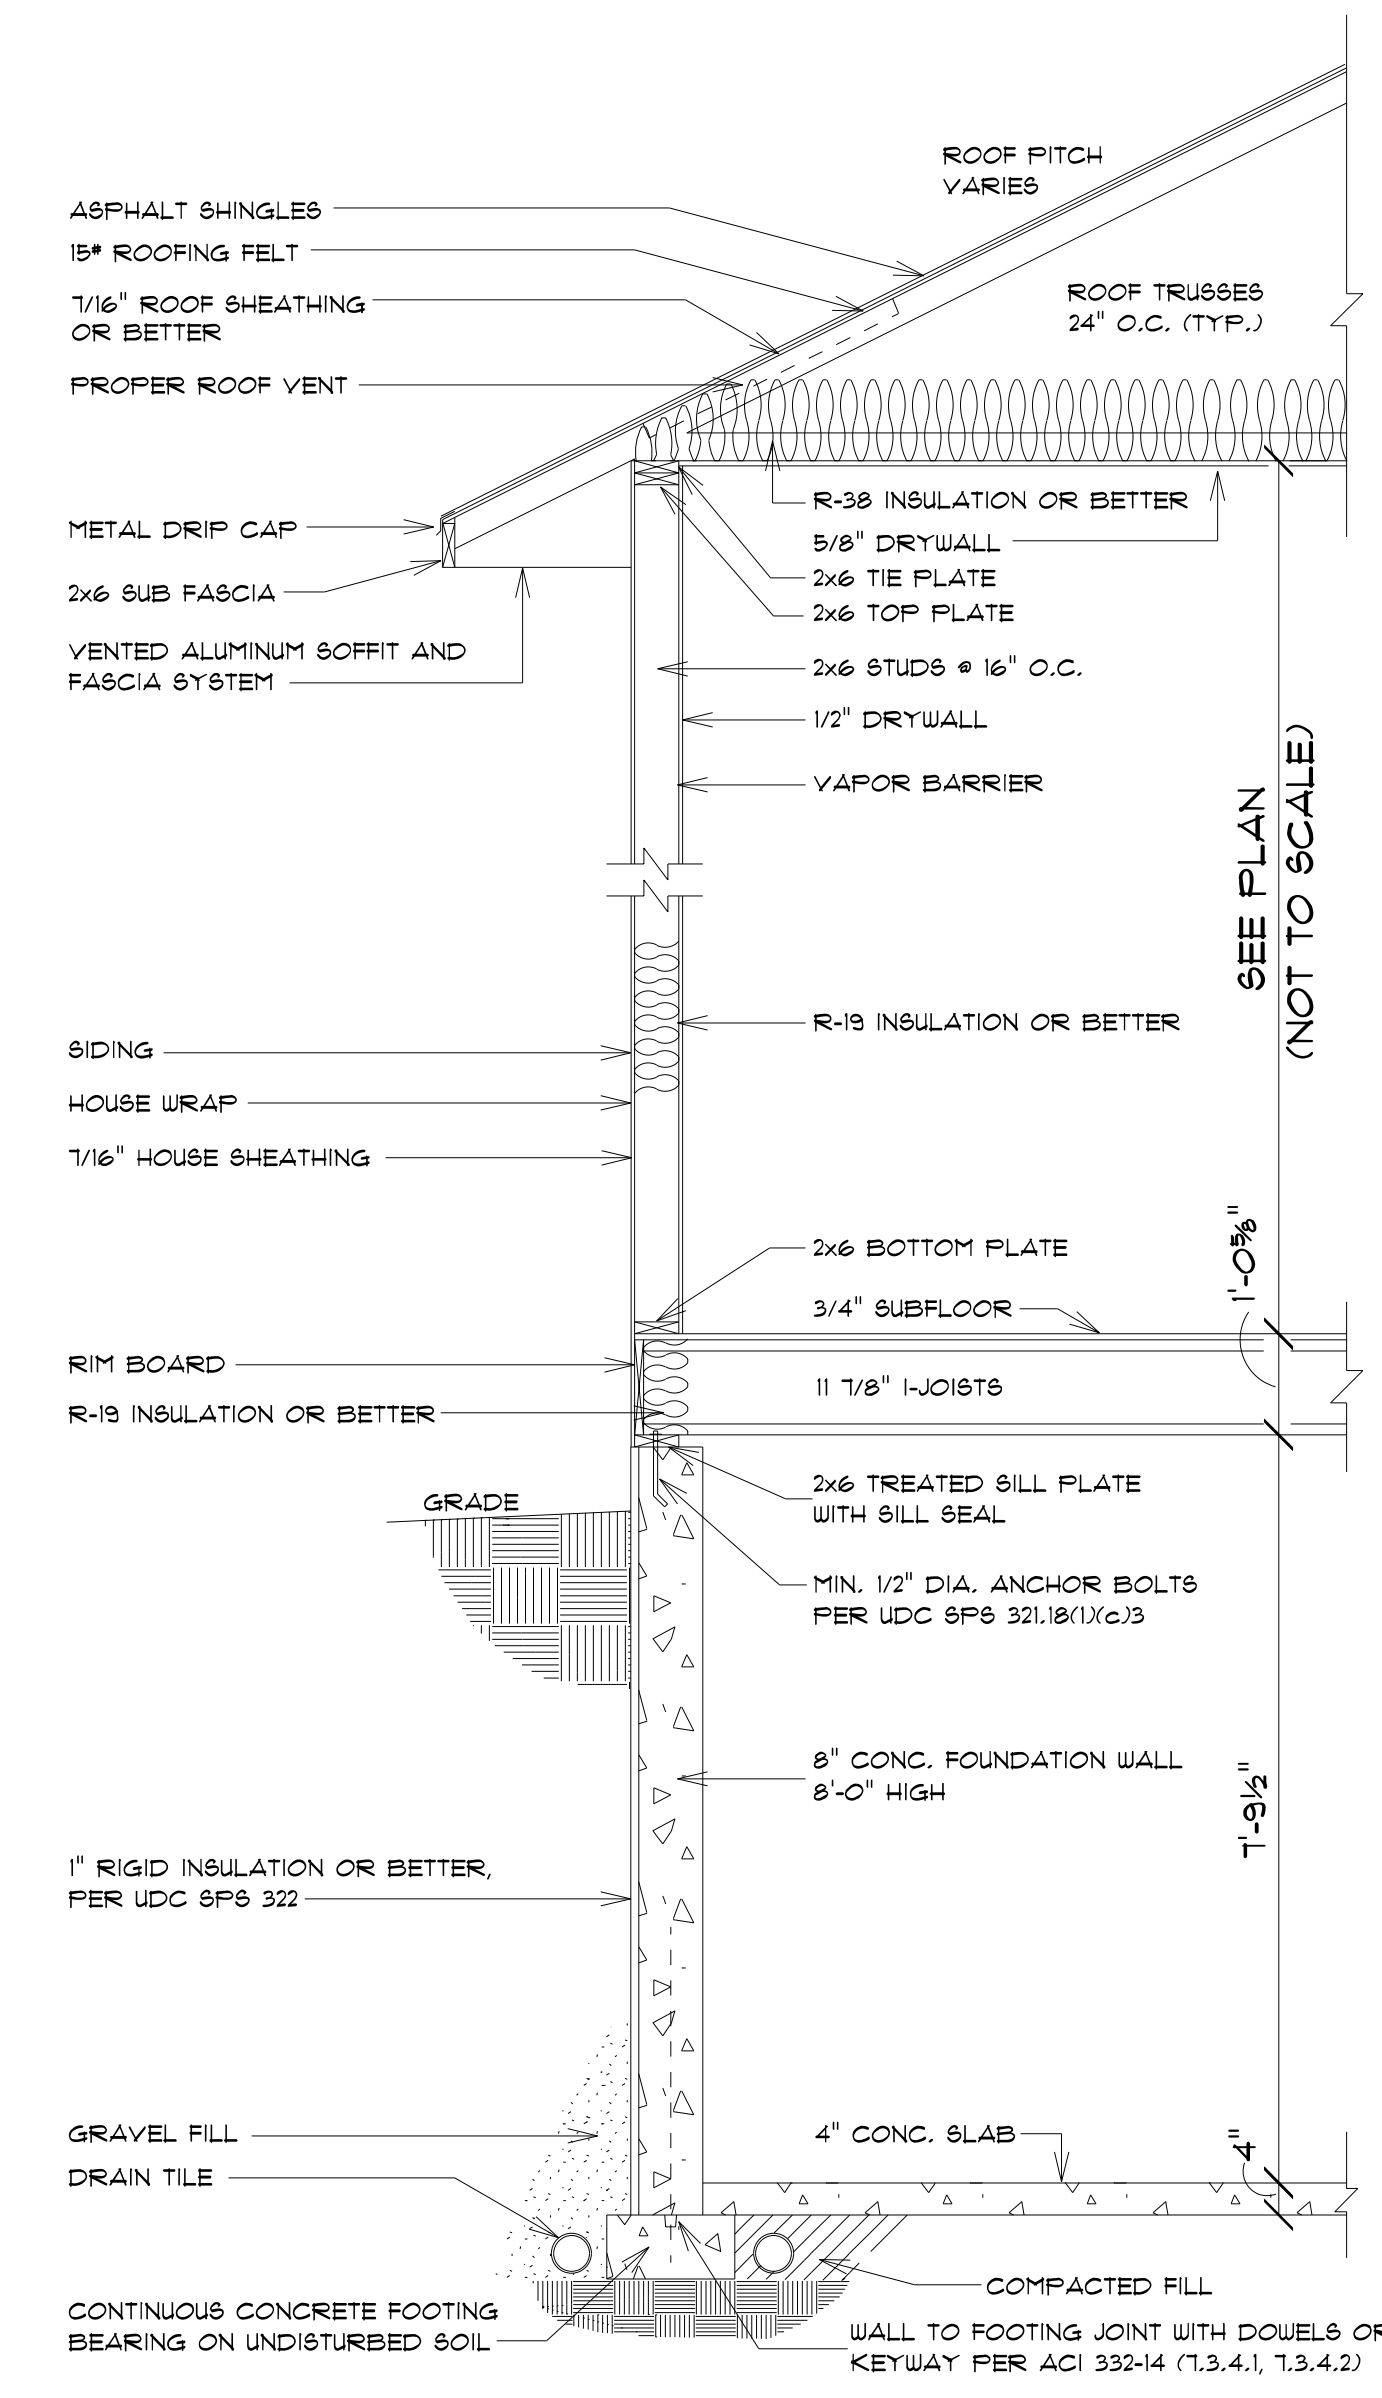 ROOF PITCH
VARIES
ASPHALT SHINGLES
15# ROOFING FELT
7/16" ROOF SHEATHING
OR BETTER
ROOF TRUSSES
24" O.C. (TYP.)
PROPER ROOF VENT
R-38 INSULATION OR BETTER
METAL DRIP CAP
5/8" DRYWALL
2x6 TIE PLATE
2x6 SUB FASCIA
2x6 TOP PLATE
VENTED ALUMINUM SOFFIT AND
FASCIA SYSTEM
2x6 STUDS @ 16" O.C.
1/2" DRYWALL
VAPOR BARRIER
SEE PLAN
(NOT TO SCALE)
R-19 INSULATION OR BETTER
SIDING
HOUSE WRAP
7/16" HOUSE SHEATHING
2x6 BOTTOM PLATE
1'-0⅝"
3/4" SUBFLOOR
RIM BOARD
11 7/8" I-JOISTS
R-19 INSULATION OR BETTER
2x6 TREATED SILL PLATE
WITH SILL SEAL
GRADE
MIN. 1/2" DIA. ANCHOR BOLTS
PER UDC SPS 321.18(1)(c)3
8" CONC. FOUNDATION WALL
8'-0" HIGH
7'-9½"
1" RIGID INSULATION OR BETTER,
PER UDC SPS 322
GRAVEL FILL
4" CONC. SLAB
4"
DRAIN TILE
COMPACTED FILL
CONTINUOUS CONCRETE FOOTING
BEARING ON UNDISTURBED SOIL
WALL TO FOOTING JOINT WITH DOWELS OR
KEYWAY PER ACI 332-14 (7.3.4.1, 7.3.4.2)